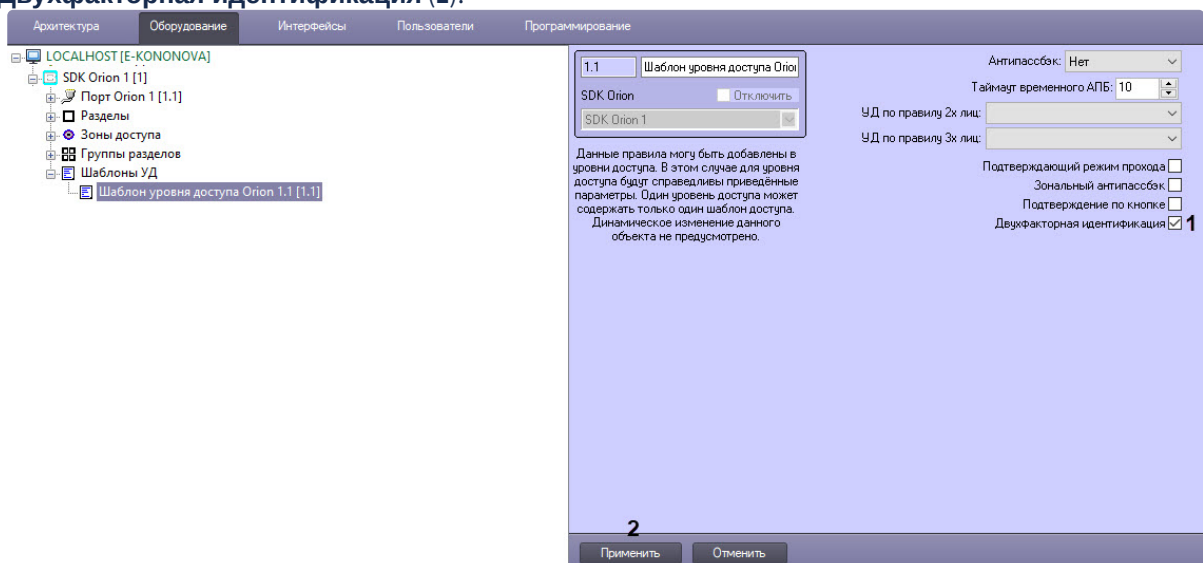 Двухфакторная идентификация (1).
Архитектура Оборудование Интерфейсы Пользователи Программирование
LOCALHOST [E-KONONOVA]
SDK Orion 1 [1]
Порт Orion 1 [1.1]
Разделы
Зоны доступа
Группы разделов
Шаблоны УД
Шаблон уровня доступа Orion 1.1 [1.1]
1.1 Шаблон уровня доступа Orion
SDK Orion Отключить
SDK Orion 1
Данные правила могу быть добавлены в
уровни доступа. В этом случае для уровня
доступа будут справедливы приведённые
параметры. Один уровень доступа может
содержать только один шаблон доступа.
Динамическое изменение данного
объекта не предусмотрено.
Антипассбэк: Нет
Таймаут временного АПБ: 10
УД по правилу 2х лиц:
УД по правилу 3х лиц:
Подтверждающий режим прохода
Зональный антипассбэк
Подтверждение по кнопке
Двухфакторная идентификация 1
2
Применить Отменить